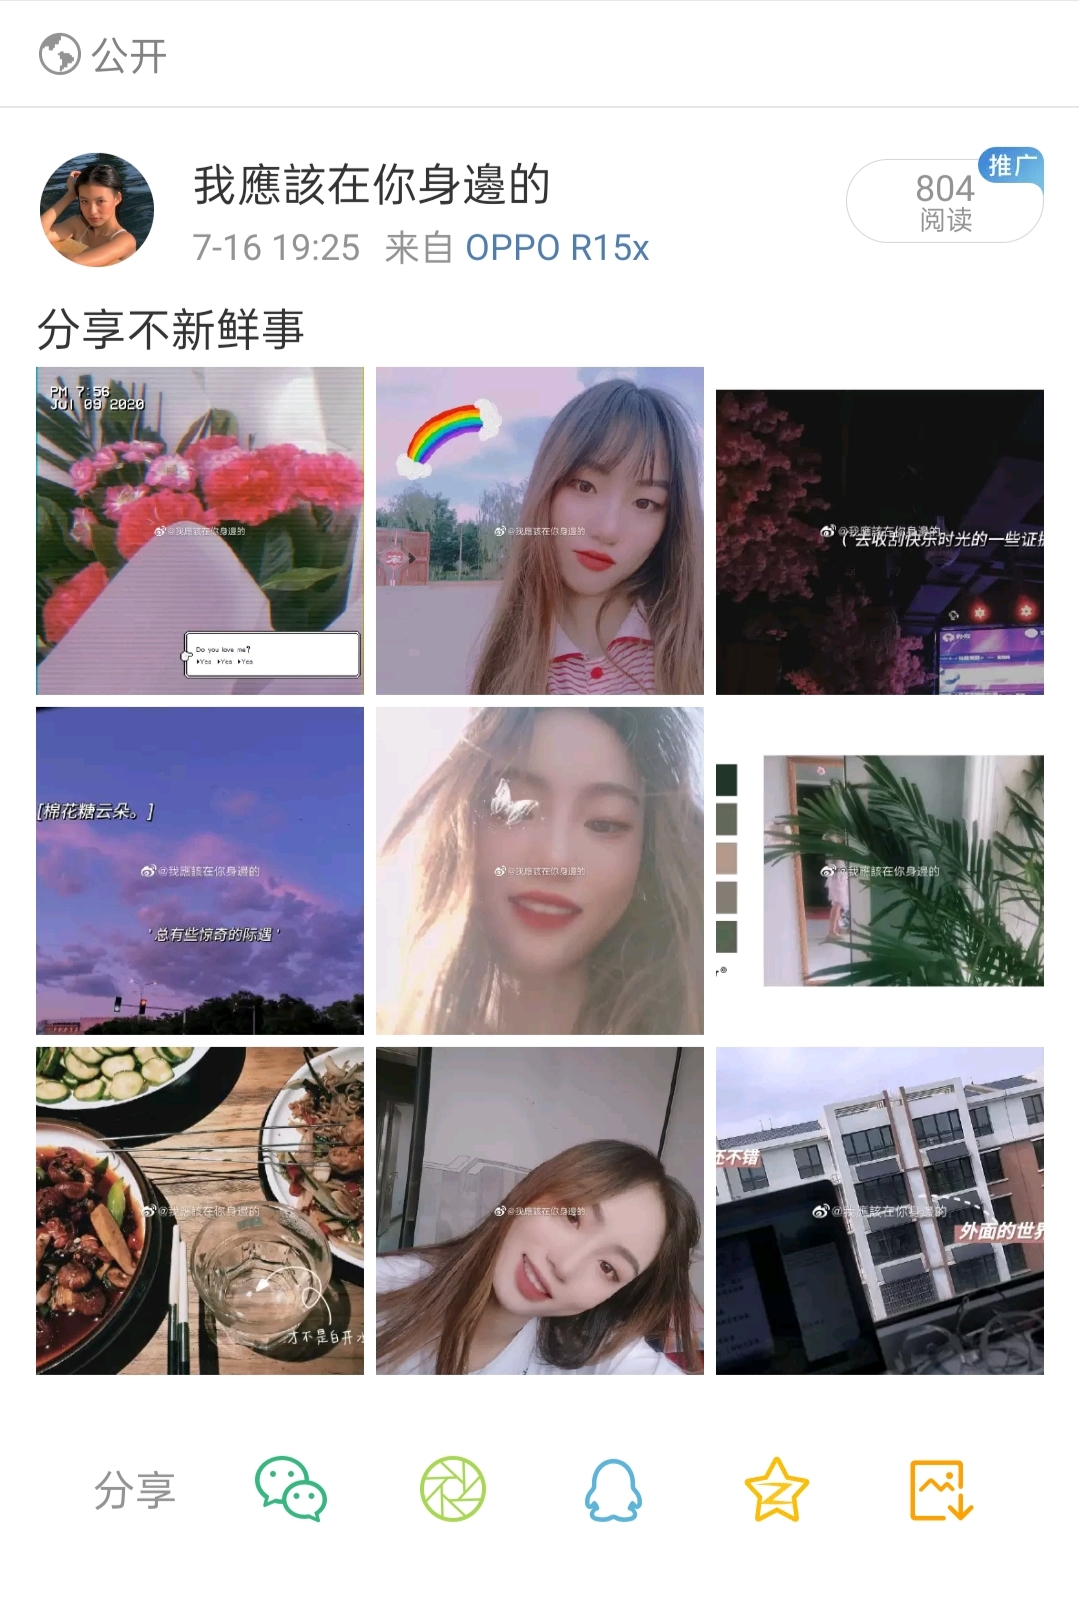 公开
我應該在你身邊的
推广
804
阅读
7-16 19:25 来自 OPPO R15x
分享不新鲜事
PM 7:56
Jul 09 2020
@我應該在你身邊的
Do you love me?
▶Yes ▶Yes ▶Yes
@我應該在你身邊的
@我應該在你身邊的
去收刮快乐时光的一些证据
[棉花糖云朵。]
@我應該在你身邊的
'总有些惊奇的际遇'
@我應該在你身邊的
@我應該在你身邊的
@我應該在你身邊的
才不是白开水
@我應該在你身邊的
还不错
@我應該在你身邊的
外面的世界
分享